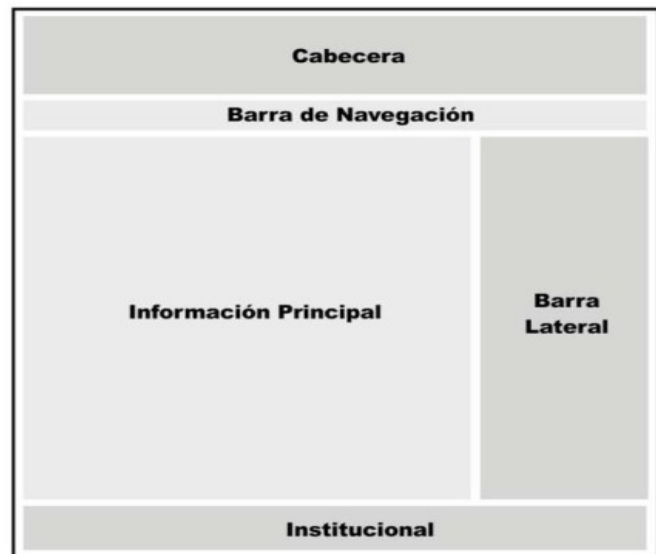 Cabecera
Barra de Navegación
Información Principal
Barra
Lateral
Institucional